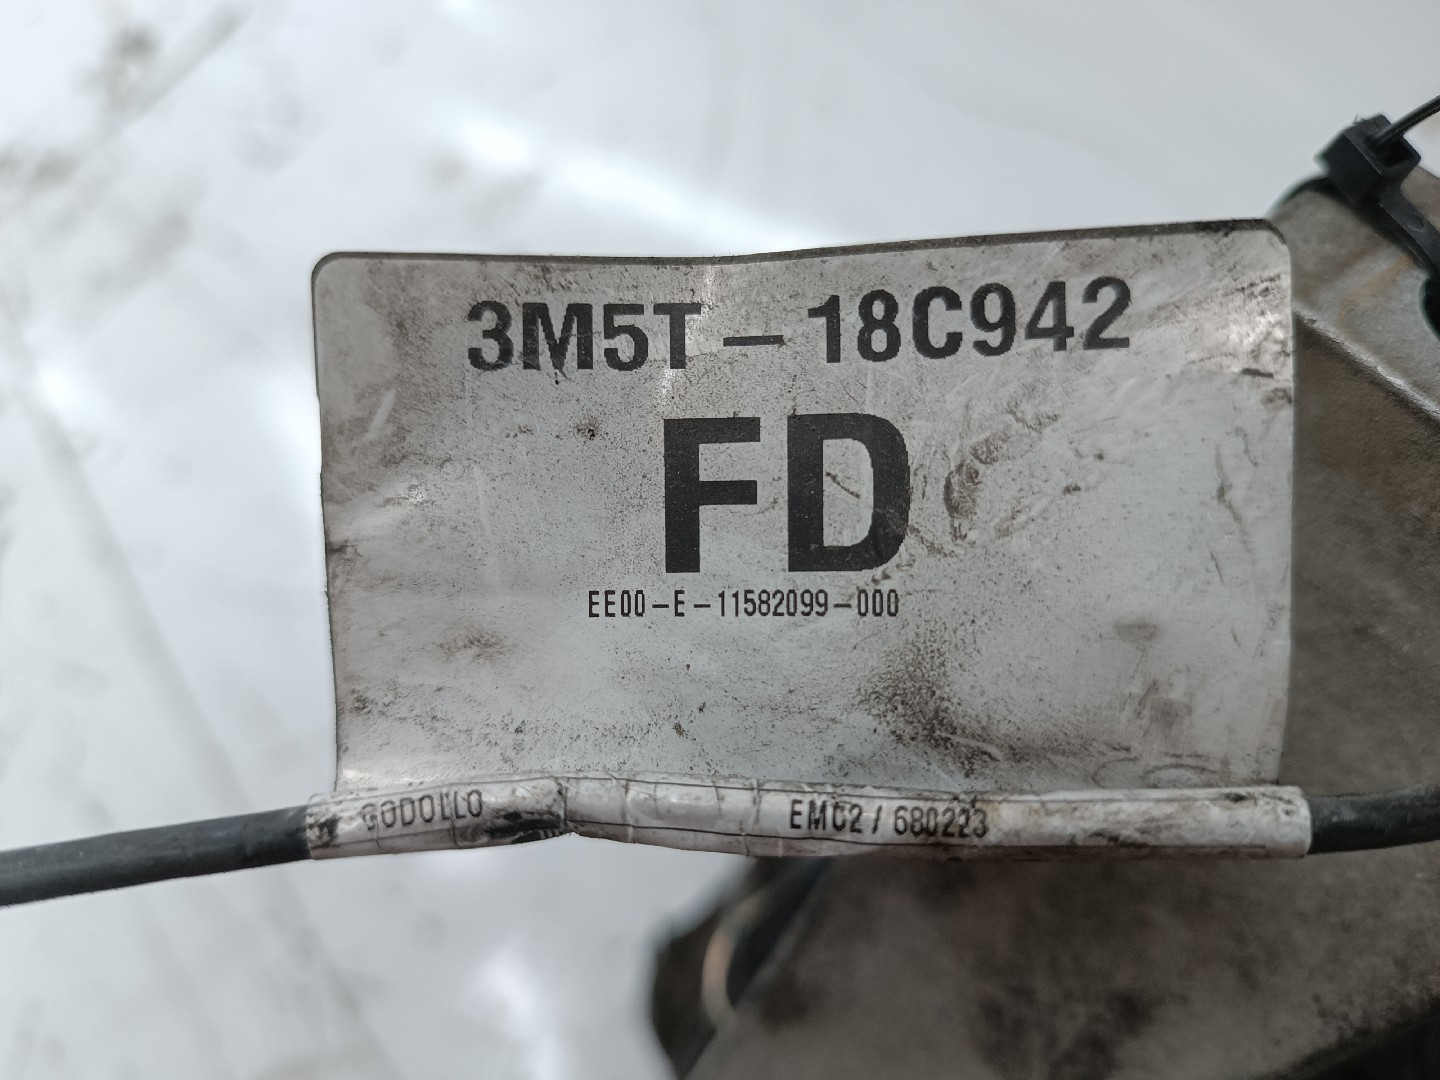 3M5T-18C942
FD
EE00-E-11582099-000
GODOLLO EMC2/680223